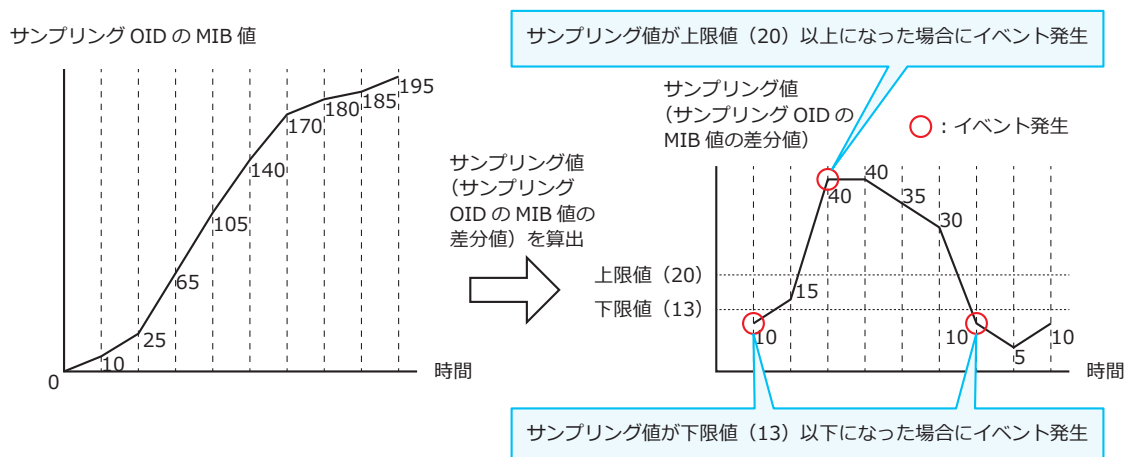 サンプリング OID の MIB 値
0
10
25
65
105
140
170
180
185
195
時間
サンプリング値
（サンプリング
OID の MIB 値の
差分値）を算出
サンプリング値が上限値（20）以上になった場合にイベント発生
サンプリング値
（サンプリング OID の
MIB 値の差分値）
：イベント発生
上限値（20）
下限値（13）
10
15
40
40
35
30
10
5
10
時間
サンプリング値が下限値（13）以下になった場合にイベント発生